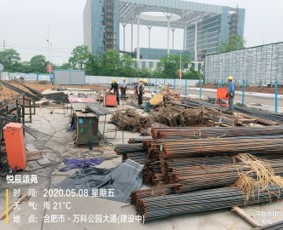 悦辰颂苑
时 间：2020.05.08 星期五
天 气：雨 21℃
地 点：合肥市·万科公园大道(建设中)